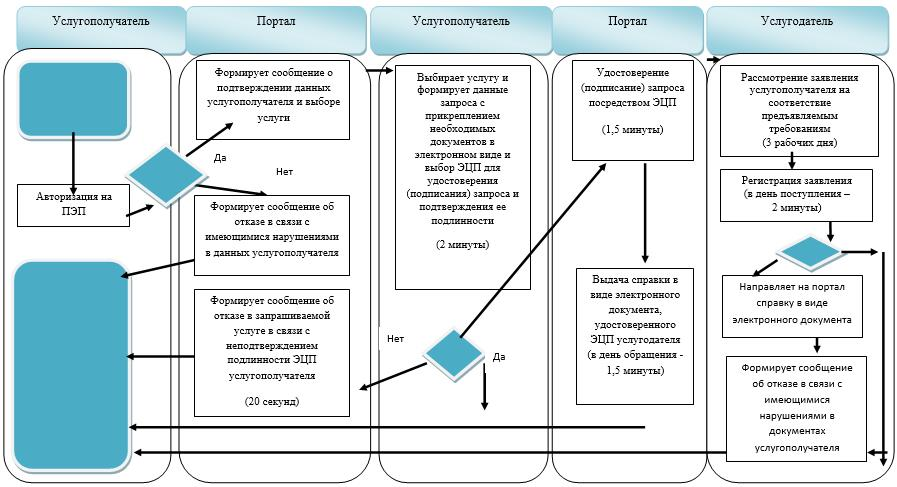 Услугополучатель
Портал
Услугополучатель
Портал
Услугодатель
Авторизация на
ПЭП
Да
Нет
Формирует сообщение о
подтверждении данных
услугополучателя и выборе
услуги
Формирует сообщение об
отказе в связи с
имеющимися нарушениями
в данных услугополучателя
Формирует сообщение об
отказе в запрашиваемой
услуге в связи с
неподтверждением
подлинности ЭЦП
услугополучателя
(20 секунд)
Выбирает услугу и
формирует данные
запроса с
прикреплением
необходимых
документов в
электронном виде и
выбор ЭЦП для
удостоверения
(подписания) запроса и
подтверждения ее
подлинности
(2 минуты)
Нет
Да
Удостоверение
(подписание) запроса
посредством ЭЦП
(1,5 минуты)
Выдача справки в
виде электронного
документа,
удостоверенного
ЭЦП услугодателя
(в день обращения -
1,5 минуты)
Рассмотрение заявления
услугополучателя на
соответствие
предъявляемым
требованиям
(3 рабочих дня)
Регистрация заявления
(в день поступления –
2 минуты)
Направляет на портал
справку в виде
электронного документа
Формирует сообщение
об отказе в связи с
имеющимися
нарушениями в
документах
услугополучателя